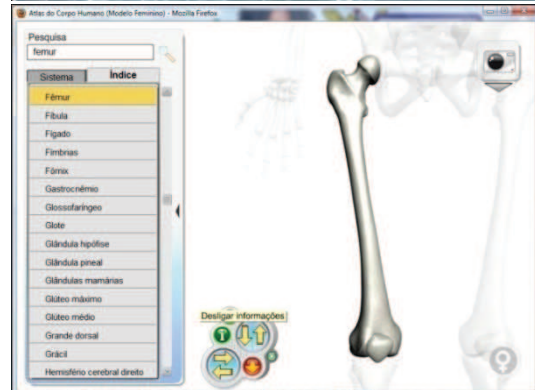 Atlas do Corpo Humano (Modelo Feminino) - Mozilla Firefox
Pesquisa
femur
Sistema Índice
Fêmur
Fíbula
Fígado
Fímbrias
Fórnix
Gastrocnêmio
Glossofaríngeo
Glote
Glândula hipófise
Glândula pineal
Glândulas mamárias
Glúteo máximo
Glúteo médio
Grande dorsal
Grácil
Hemisfério cerebral direito
Desligar informações